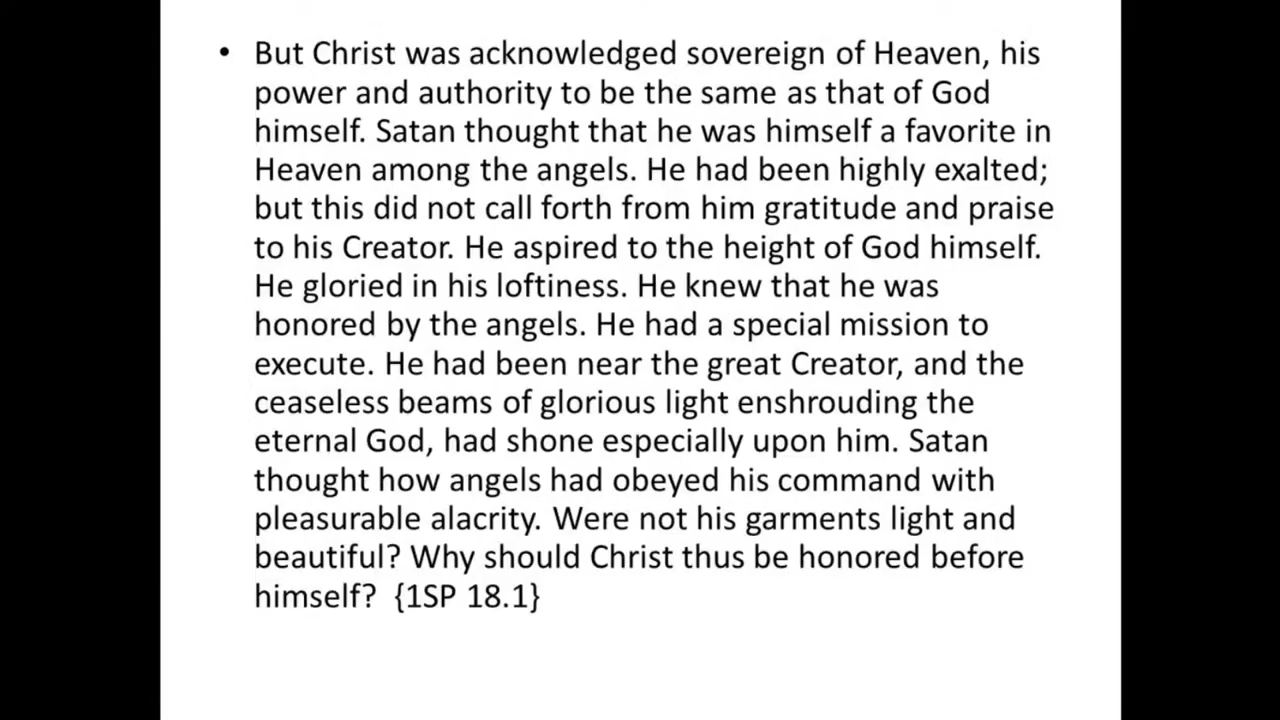 • But Christ was acknowledged sovereign of Heaven, his
power and authority to be the same as that of God
himself. Satan thought that he was himself a favorite in
Heaven among the angels. He had been highly exalted;
but this did not call forth from him gratitude and praise
to his Creator. He aspired to the height of God himself.
He gloried in his loftiness. He knew that he was
honored by the angels. He had a special mission to
execute. He had been near the great Creator, and the
ceaseless beams of glorious light enshrouding the
eternal God, had shone especially upon him. Satan
thought how angels had obeyed his command with
pleasurable alacrity. Were not his garments light and
beautiful? Why should Christ thus be honored before
himself?  {1SP 18.1}